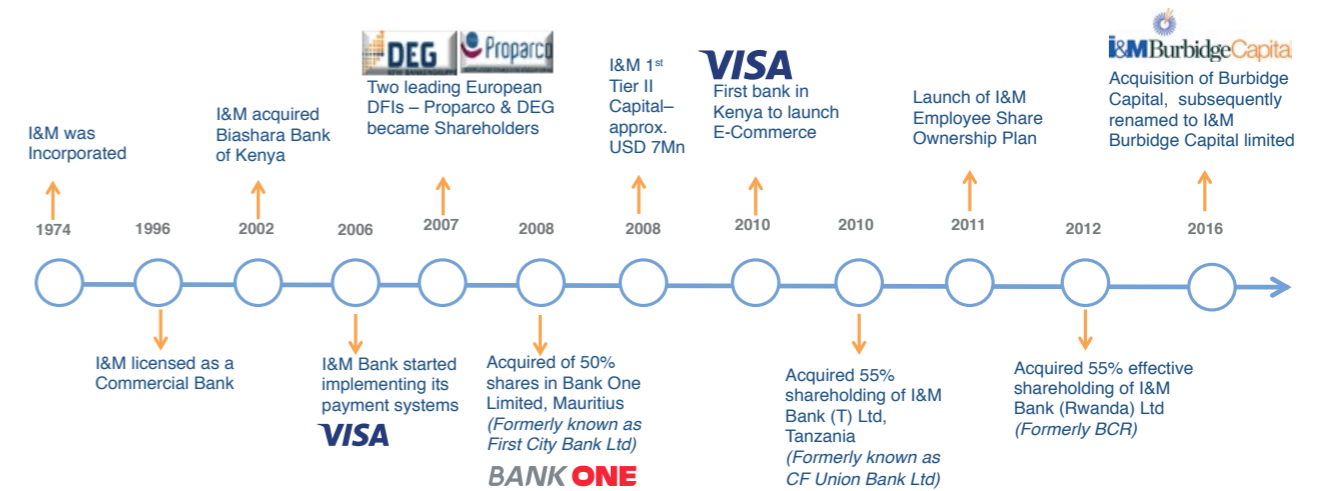 I&M was
Incorporated
I&M acquired
Biashara Bank
of Kenya
DEG
Proparco
Two leading European
DFIs – Proparco & DEG
became Shareholders
I&M 1st
Tier II
Capital–
approx.
USD 7Mn
VISA
First bank in
Kenya to launch
E-Commerce
Launch of I&M
Employee Share
Ownership Plan
I&M Burbidge Capital
Acquisition of Burbidge
Capital, subsequently
renamed to I&M
Burbidge Capital limited
1974
1996
2002
2006
2007
2008
2008
2010
2010
2011
2012
2016
I&M licensed as a
Commercial Bank
I&M Bank started
implementing its
payment systems
VISA
Acquired of 50%
shares in Bank One
Limited, Mauritius
(Formerly known as
First City Bank Ltd)
BANK ONE
Acquired 55%
shareholding of I&M
Bank (T) Ltd,
Tanzania
(Formerly known as
CF Union Bank Ltd)
Acquired 55% effective
shareholding of I&M
Bank (Rwanda) Ltd
(Formerly BCR)